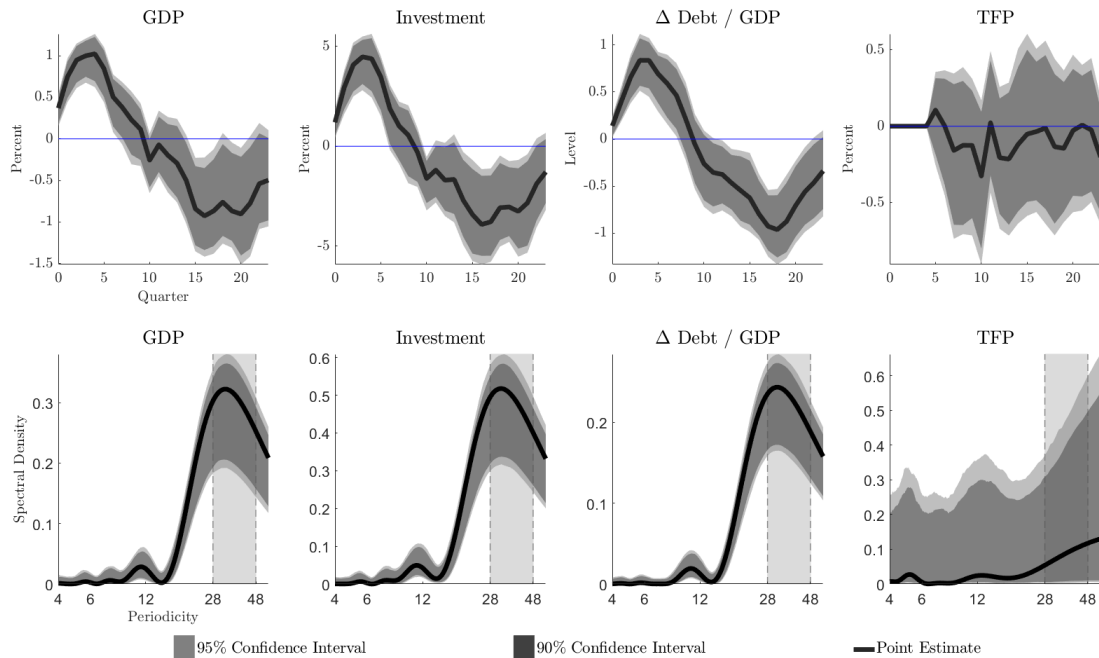 GDP
Investment
Δ Debt / GDP
TFP
Percent
1
0.5
0
-0.5
-1
-1.5
0 5 10 15 20
Quarter
Percent
5
0
-5
0 5 10 15 20
Level
1
0.5
0
-0.5
-1
0 5 10 15 20
Percent
0.5
0
-0.5
0 5 10 15 20
GDP
Investment
Δ Debt / GDP
TFP
Spectral Density
0.3
0.2
0.1
0
4 6 12 28 48
Periodicity
0.6
0.5
0.4
0.3
0.2
0.1
0
4 6 12 28 48
0.2
0.1
0
4 6 12 28 48
0.6
0.5
0.4
0.3
0.2
0.1
0
4 6 12 28 48
95% Confidence Interval
90% Confidence Interval
Point Estimate